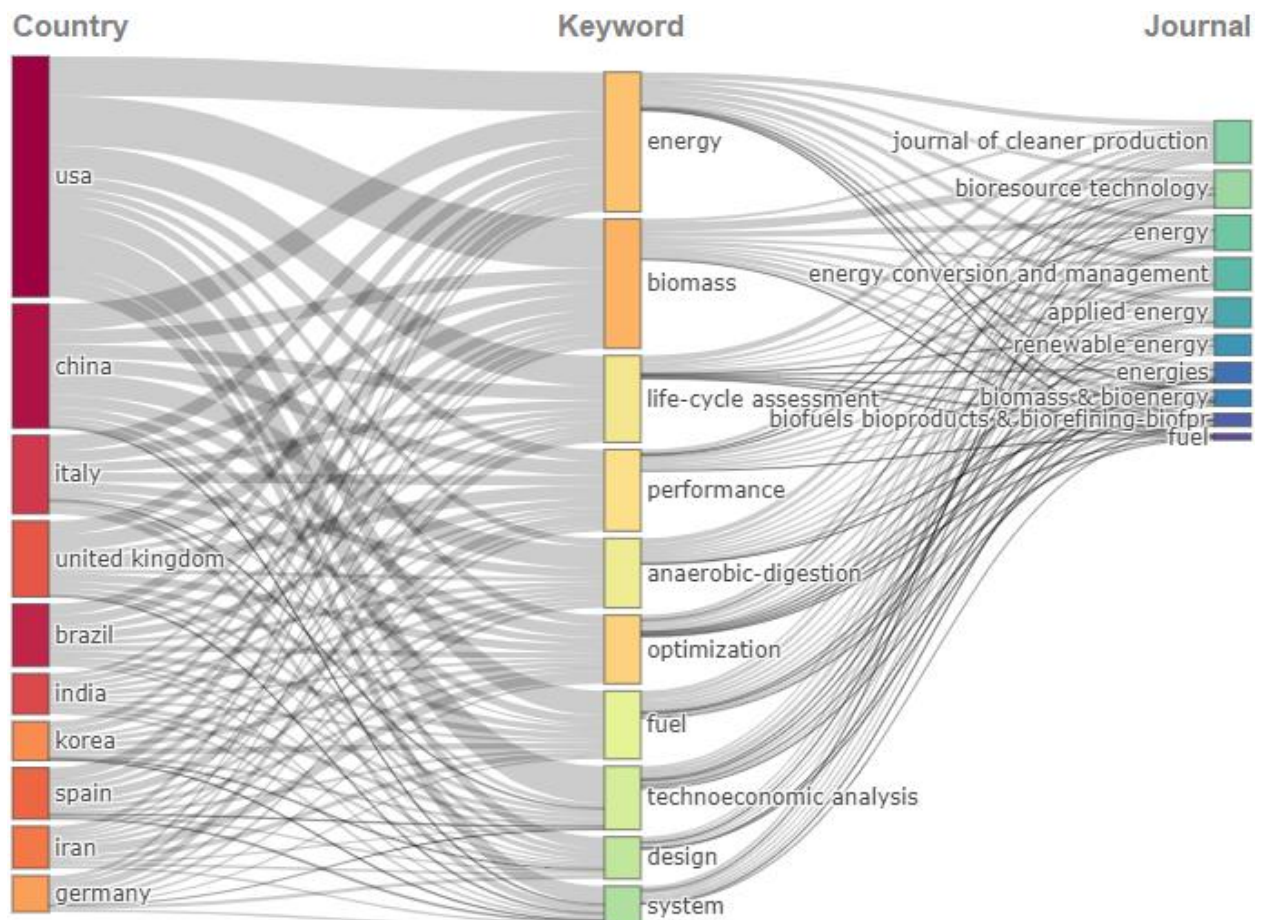 Country
Keyword
Journal
usa
china
italy
united kingdom
brazil
india
korea
spain
iran
germany
energy
biomass
life-cycle assessment
performance
anaerobic-digestion
optimization
fuel
technoeconomic analysis
design
system
journal of cleaner production
bioresource technology
energy
energy conversion and management
applied energy
renewable energy
energies
biomass & bioenergy
biofuels bioproducts & biorefining-biofpr
fuel